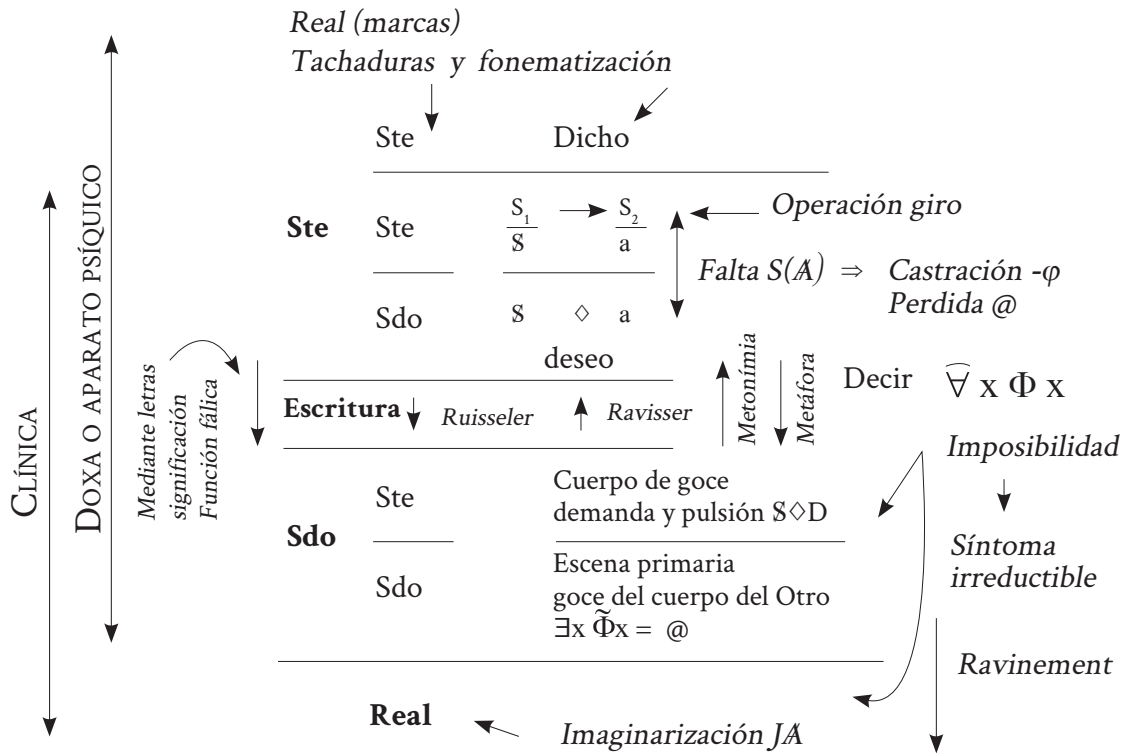 Real (marcas)
Tachaduras y fonematización
Ste Dicho
Ste
Ste S₁ → S₂
$ a
Operación giro
Falta S(Ⱥ) ⇒ Castración -φ
Perdida @
Sdo $ ◊ a
deseo
Escritura Ruisseler Ravisser
Metonímia
Metáfora
Decir ∀̑ x Φ x
Imposibilidad
Síntoma
irreductible
Ravinement
Sdo
Ste Cuerpo de goce
demanda y pulsión $◊D
Sdo Escena primaria
goce del cuerpo del Otro
∃x Φ̃x = @
Real
Imaginarización JȺ
CLÍNICA
DOXA O APARATO PSÍQUICO
Mediante letras
significación
Función fálica